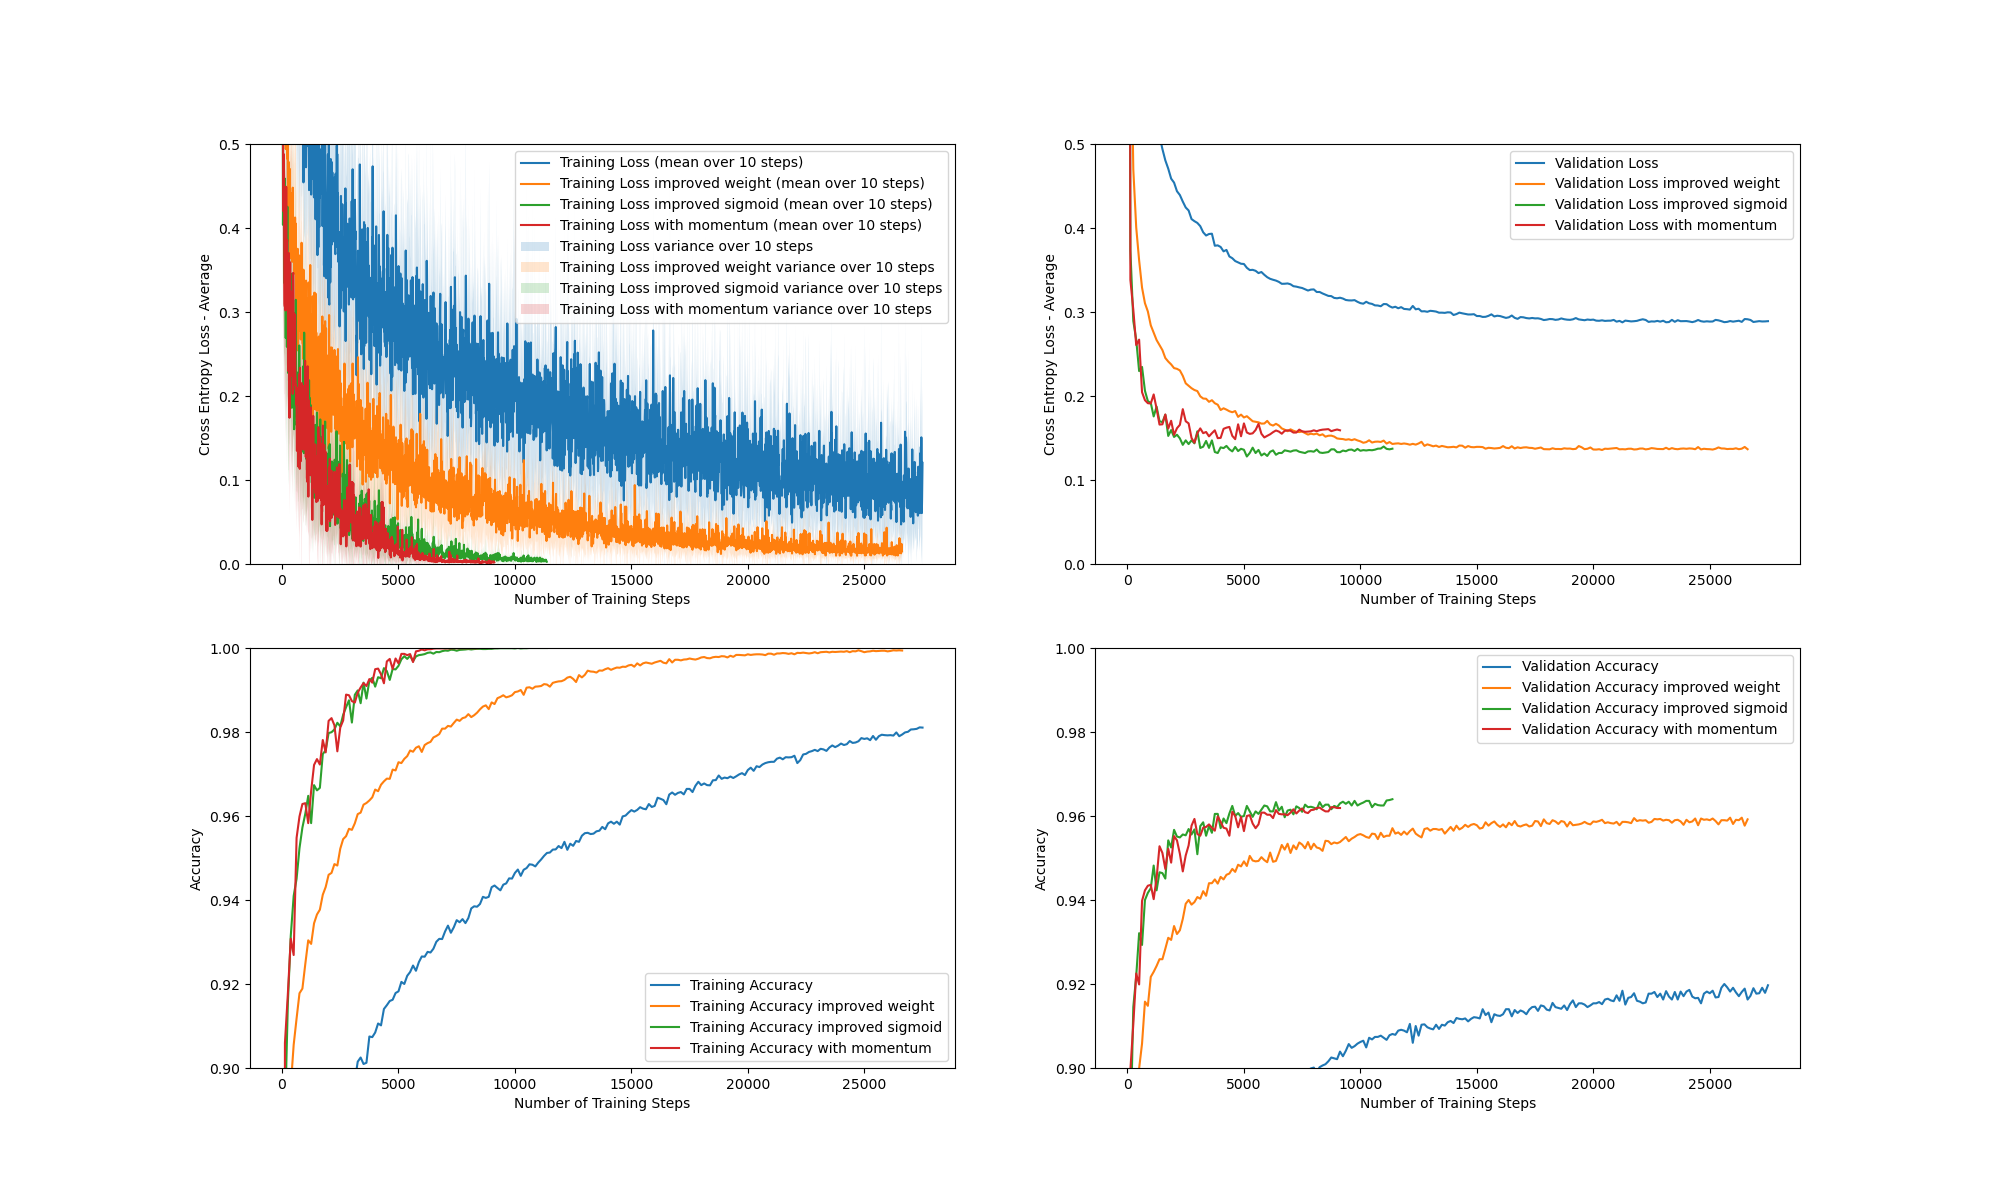 0.5
0.4
0.3
0.2
0.1
0.0
Cross Entropy Loss - Average
Training Loss (mean over 10 steps)
Training Loss improved weight (mean over 10 steps)
Training Loss improved sigmoid (mean over 10 steps)
Training Loss with momentum (mean over 10 steps)
Training Loss variance over 10 steps
Training Loss improved weight variance over 10 steps
Training Loss improved sigmoid variance over 10 steps
Training Loss with momentum variance over 10 steps
0 5000 10000 15000 20000 25000
Number of Training Steps
0.5
0.4
0.3
0.2
0.1
0.0
Cross Entropy Loss - Average
Validation Loss
Validation Loss improved weight
Validation Loss improved sigmoid
Validation Loss with momentum
0 5000 10000 15000 20000 25000
Number of Training Steps
1.00
0.98
0.96
0.94
0.92
0.90
Accuracy
Training Accuracy
Training Accuracy improved weight
Training Accuracy improved sigmoid
Training Accuracy with momentum
0 5000 10000 15000 20000 25000
Number of Training Steps
1.00
0.98
0.96
0.94
0.92
0.90
Accuracy
Validation Accuracy
Validation Accuracy improved weight
Validation Accuracy improved sigmoid
Validation Accuracy with momentum
0 5000 10000 15000 20000 25000
Number of Training Steps